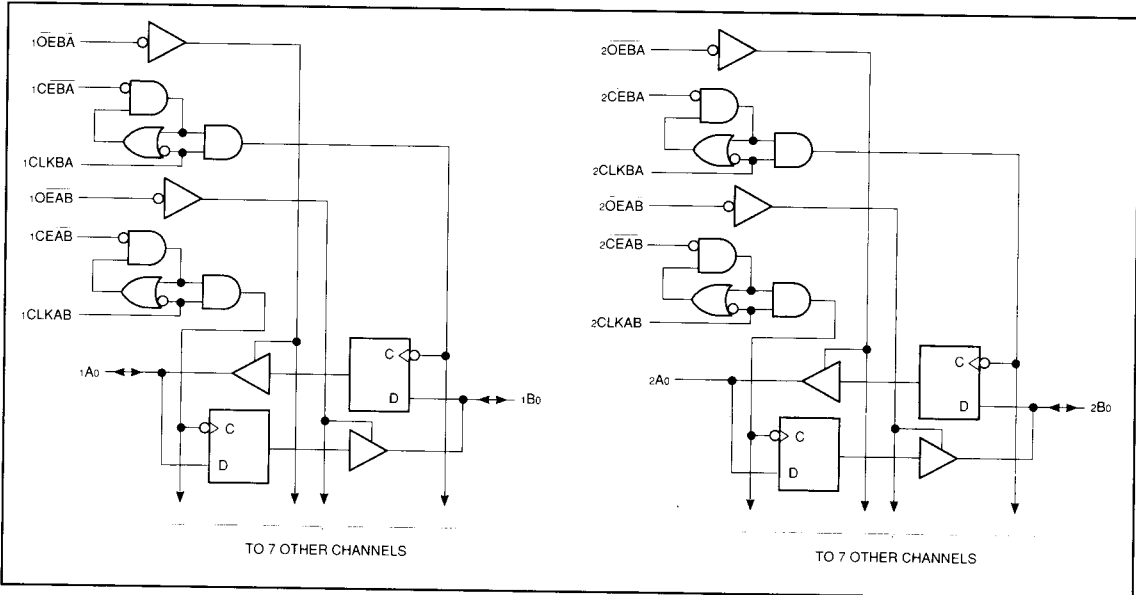 1OEBA
1CEBA
1CLKBA
1OEAB
1CEAB
1CLKAB
1A0
C
D
1B0
C
D
TO 7 OTHER CHANNELS
2OEBA
2CEBA
2CLKBA
2OEAB
2CEAB
2CLKAB
2A0
C
D
2B0
C
D
TO 7 OTHER CHANNELS